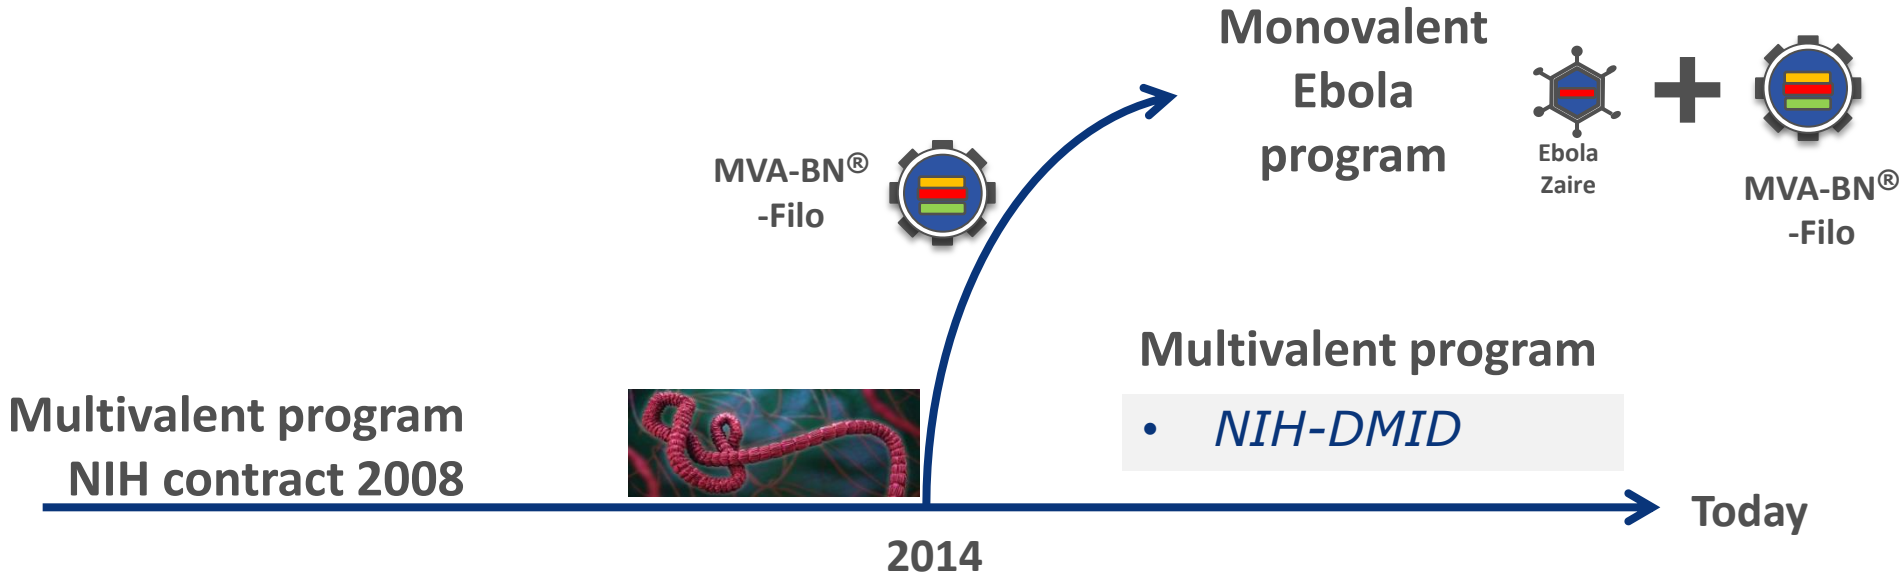 Monovalent
Ebola
program
Ebola
Zaire
MVA-BN®
-Filo
MVA-BN®
-Filo
Multivalent program
• NIH-DMID
Multivalent program
NIH contract 2008
Today
2014